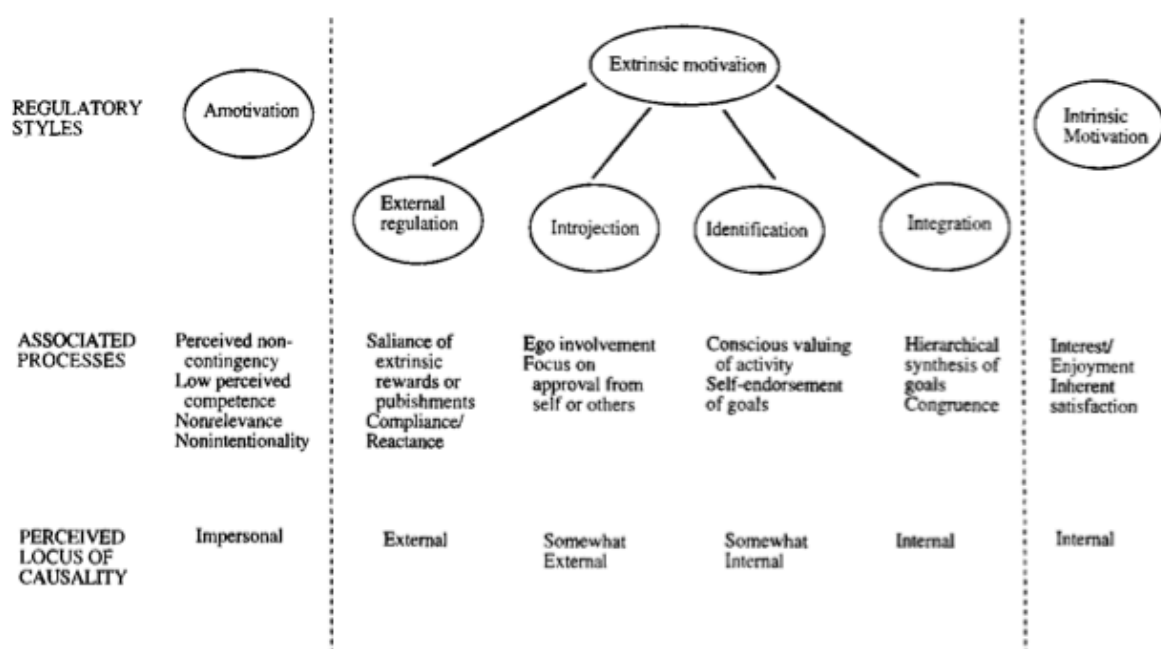 Extrinsic motivation
REGULATORY
STYLES
Amotivation
Intrinsic
Motivation
External
regulation
Introjection
Identification
Integration
ASSOCIATED
PROCESSES
Perceived non-
contingency
Low perceived
competence
Nonrelevance
Nonintentionality
Saliance of
extrinsic
rewards or
pubishments
Compliance/
Reactance
Ego involvement
Focus on
approval from
self or others
Conscious valuing
of activity
Self-endorsement
of goals
Hierarchical
synthesis of
goals
Congruence
Interest/
Enjoyment
Inherent
satisfaction
PERCEIVED
LOCUS OF
CAUSALITY
Impersonal
External
Somewhat
External
Somewhat
Internal
Internal
Internal